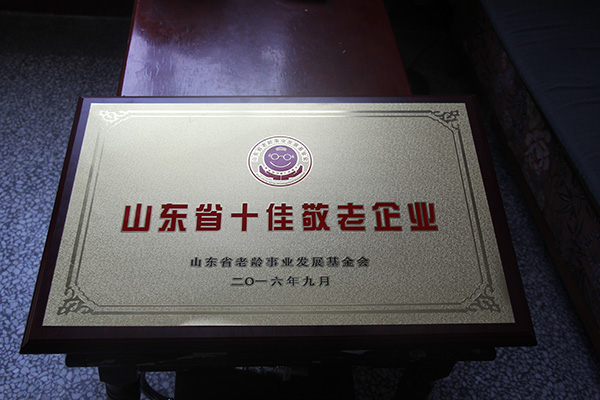 山东省十佳敬老企业
山东省老龄事业发展基金会
二〇一六年九月